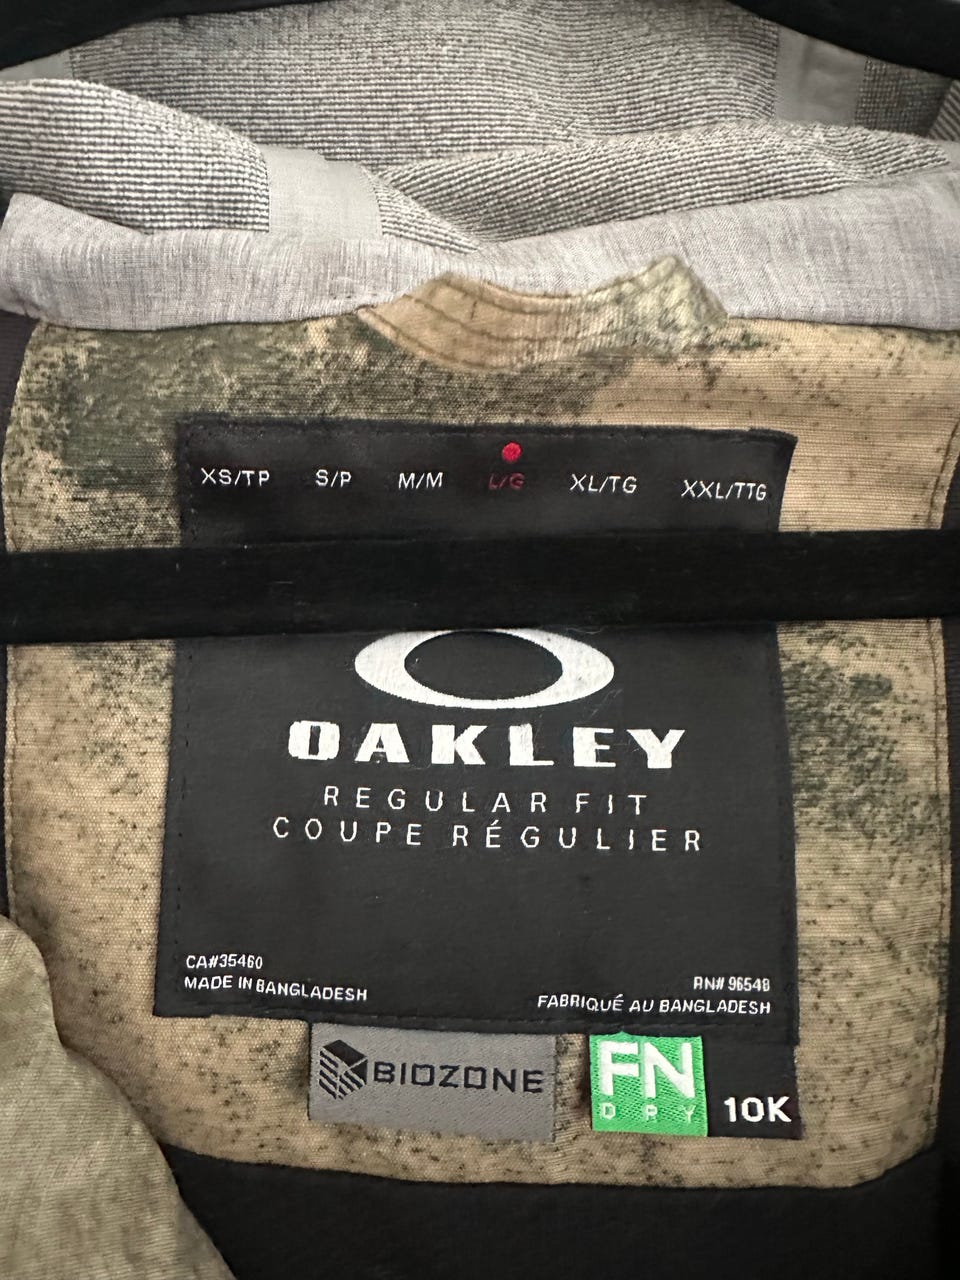 XS/TP S/P M/M L/G XL/TG XXL/TTG
OAKLEY
REGULAR FIT
COUPE RÉGULIER
CA#35460
MADE IN BANGLADESH
RN# 96548
FABRIQUÉ AU BANGLADESH
BIOZONE
FN
DRY
10K